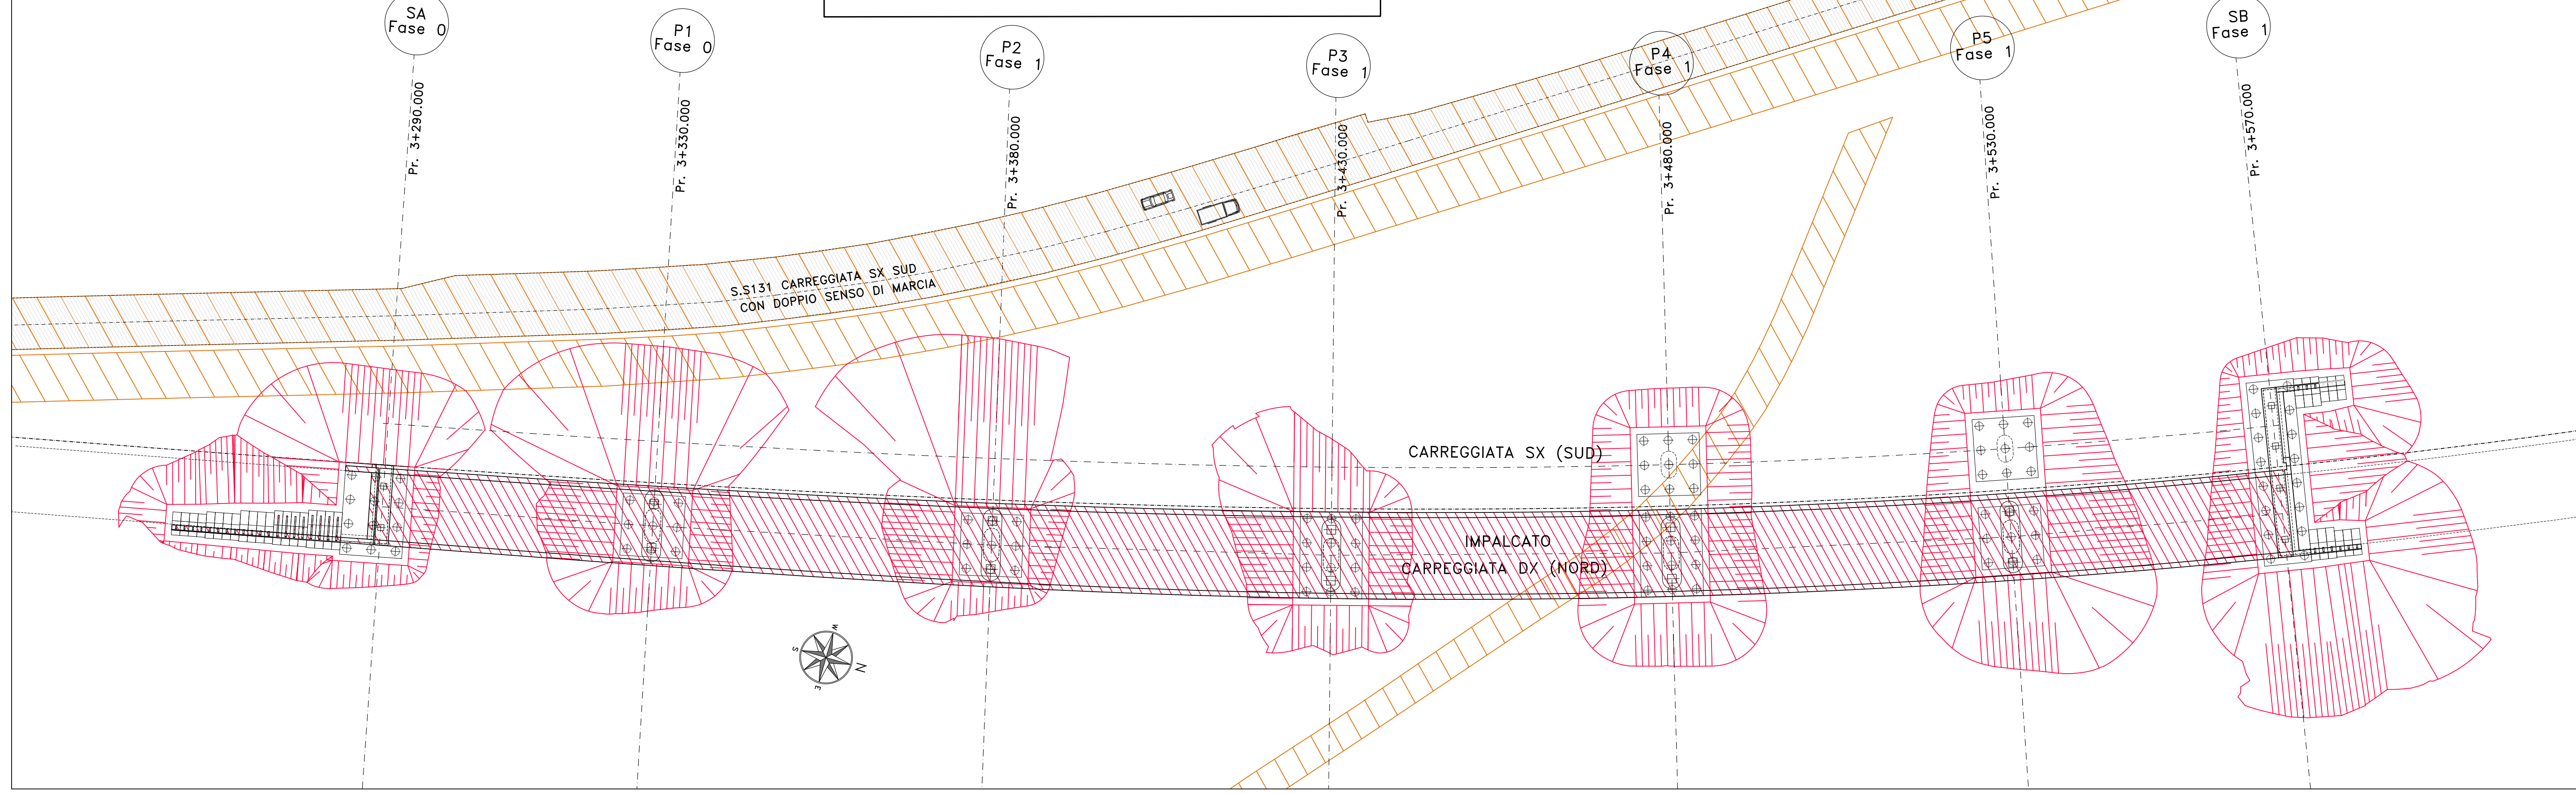 SA
Fase 0
P1
Fase 0
P2
Fase 1
P3
Fase 1
P4
Fase 1
P5
Fase 1
SB
Fase 1
Pr. 3+290.000
Pr. 3+330.000
Pr. 3+380.000
Pr. 3+430.000
Pr. 3+480.000
Pr. 3+530.000
Pr. 3+570.000
S.S131 CARREGGIATA SX SUD
CON DOPPIO SENSO DI MARCIA
CARREGGIATA SX (SUD)
IMPALCATO
CARREGGIATA DX (NORD)
W
S
N
E